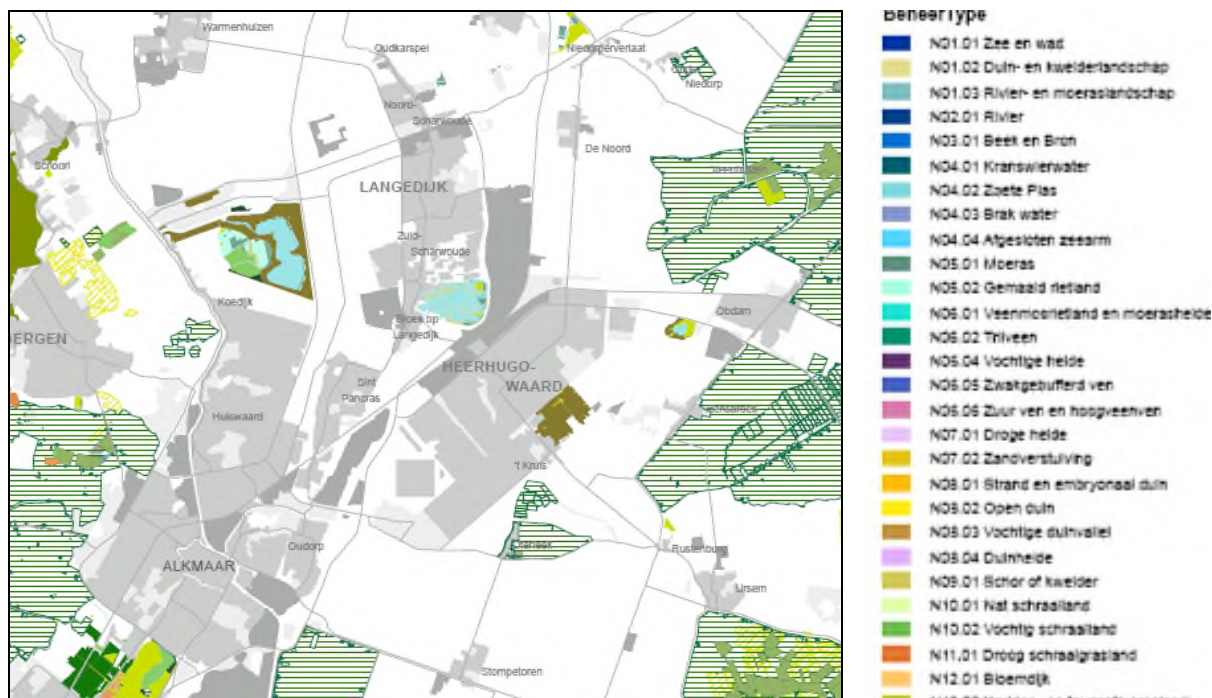 Warmenhuizen
Oudkarspel
Niedorperverlaat
Niedorp
Noord-
Scharwoude
De Noord
Schoorl
LANGEDIJK
Zuid-
Scharwoude
Koedijk
Broek op
Langedijk
Obdam
BERGEN
HEERHUGO-
WAARD
Sint
Pancras
Huiswaard
't Kruis
Oudorp
Rustenburg
ALKMAAR
Ursem
Stompetoren
BeheerType
N01.01 Zee en wad
N01.02 Duin- en kwelderlandschap
N01.03 Rivier- en moeraslandschap
N02.01 Rivier
N03.01 Beek en Bron
N04.01 Kranswierwater
N04.02 Zoete Plas
N04.03 Brak water
N04.04 Afgesloten zeearm
N05.01 Moeras
N05.02 Gemaaid rietland
N06.01 Veenmosrietland en moerasheide
N06.02 Trilveen
N06.04 Vochtige heide
N06.05 Zwakgebufferd ven
N06.06 Zuur ven en hoogveenven
N07.01 Droge heide
N07.02 Zandverstuiving
N08.01 Strand en embryonaal duin
N08.02 Open duin
N08.03 Vochtige duinvallei
N08.04 Duinheide
N09.01 Schor of kwelder
N10.01 Nat schraalland
N10.02 Vochtig schraalland
N11.01 Droog schraalgrasland
N12.01 Bloemdijk